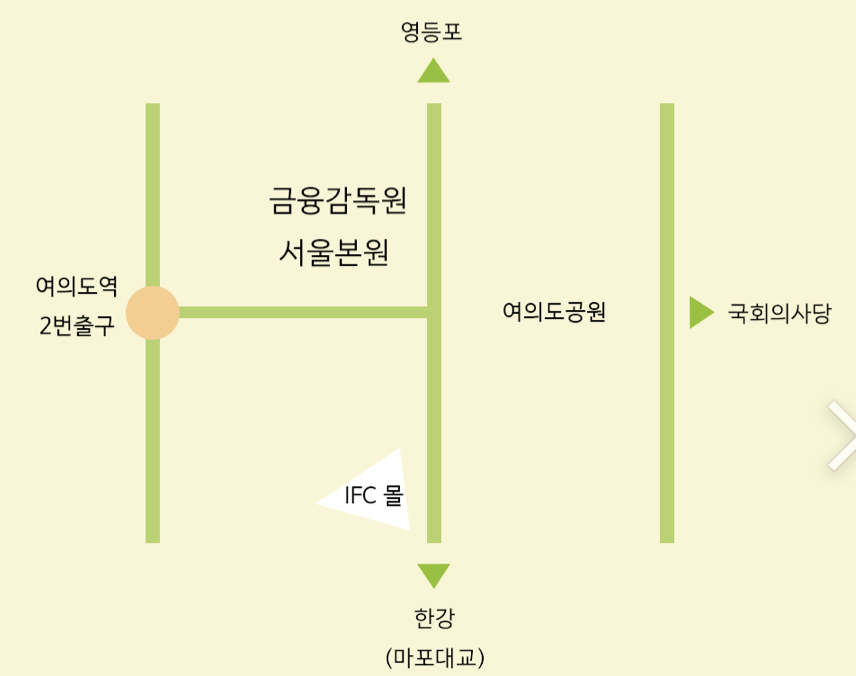 영등포
금융감독원
서울본원
여의도역
2번출구
여의도공원
국회의사당
IFC 몰
한강
(마포대교)